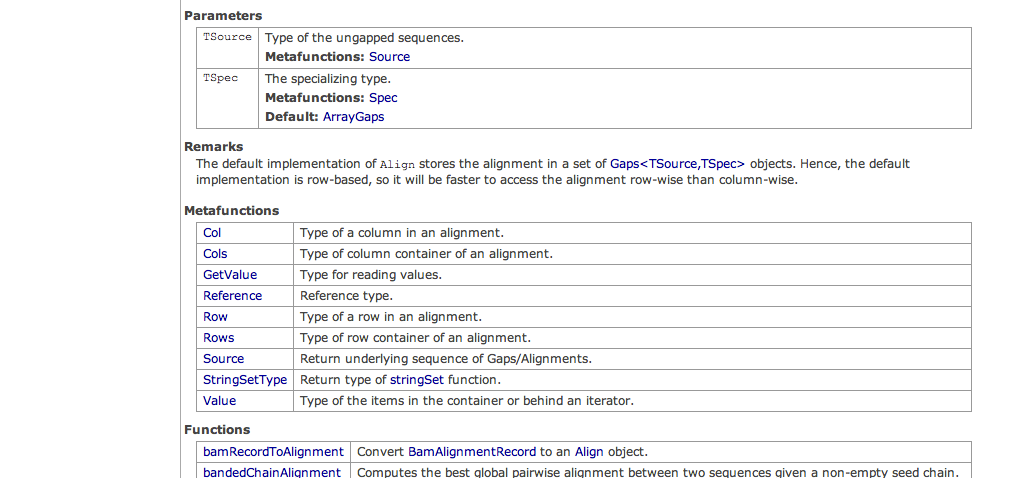 Parameters
TSource Type of the ungapped sequences.
Metafunctions: Source
TSpec The specializing type.
Metafunctions: Spec
Default: ArrayGaps
Remarks
The default implementation of Align stores the alignment in a set of Gaps<TSource,TSpec> objects. Hence, the default
implementation is row-based, so it will be faster to access the alignment row-wise than column-wise.
Metafunctions
Col Type of a column in an alignment.
Cols Type of column container of an alignment.
GetValue Type for reading values.
Reference Reference type.
Row Type of a row in an alignment.
Rows Type of row container of an alignment.
Source Return underlying sequence of Gaps/Alignments.
StringSetType Return type of stringSet function.
Value Type of the items in the container or behind an iterator.
Functions
bamRecordToAlignment Convert BamAlignmentRecord to an Align object.
bandedChainAlignment Computes the best global pairwise alignment between two sequences given a non-empty seed chain.